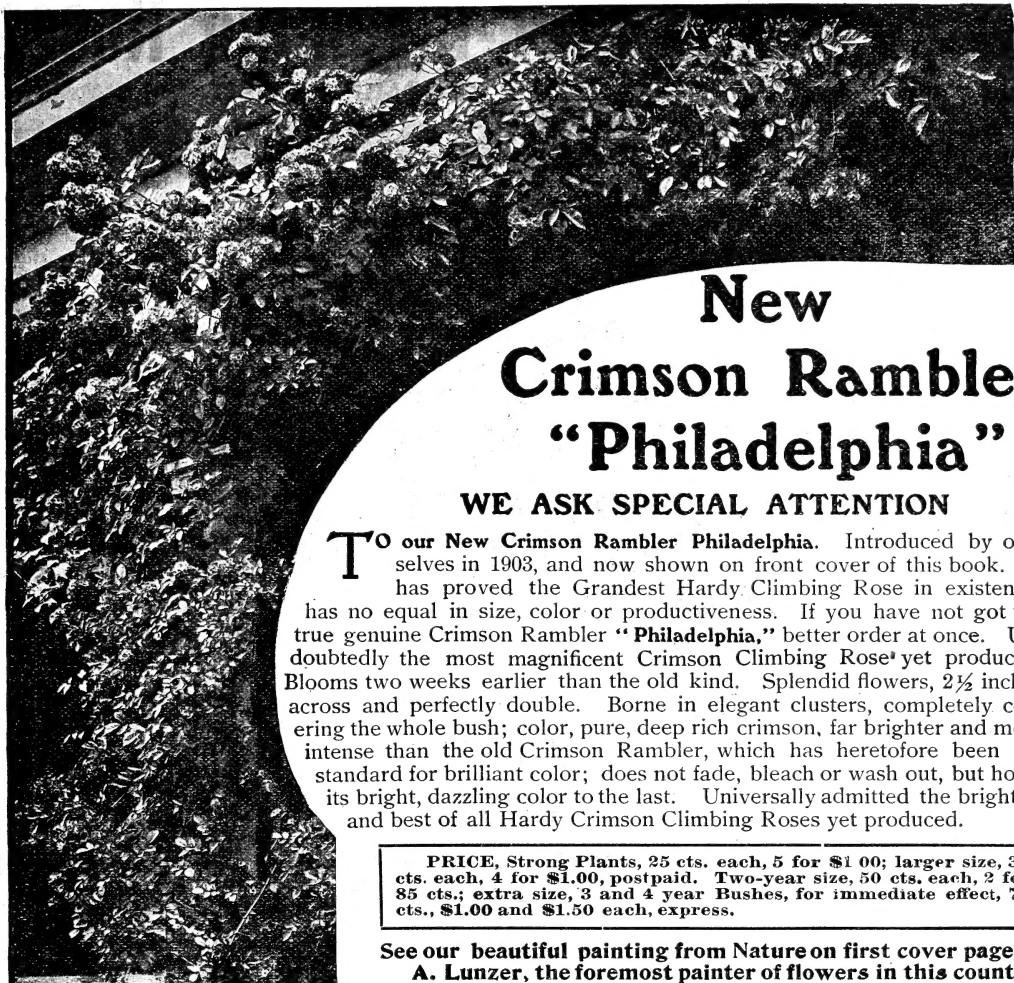 New
Crimson Ramble
“Philadelphia”
WE ASK SPECIAL ATTENTION
TO our New Crimson Rambler Philadelphia. Introduced by o
selves in 1903, and now shown on front cover of this book.
has proved the Grandest Hardy Climbing Rose in existen
has no equal in size, color or productiveness. If you have not got
true genuine Crimson Rambler “Philadelphia,” better order at once. U
doubtedly the most magnificent Crimson Climbing Rose yet produc
Blooms two weeks earlier than the old kind. Splendid flowers, 2½ incl
across and perfectly double. Borne in elegant clusters, completely c
ering the whole bush; color, pure, deep rich crimson, far brighter and m
intense than the old Crimson Rambler, which has heretofore been
standard for brilliant color; does not fade, bleach or wash out, but ho
its bright, dazzling color to the last. Universally admitted the bright
and best of all Hardy Crimson Climbing Roses yet produced.
PRICE, Strong Plants, 25 cts. each, 5 for $1 00; larger size, 3
cts. each, 4 for $1.00, postpaid. Two-year size, 50 cts. each, 2 f
85 cts.; extra size, 3 and 4 year Bushes, for immediate effect, 7
cts., $1.00 and $1.50 each, express.
See our beautiful painting from Nature on first cover page
A. Lunzer, the foremost painter of flowers in this count